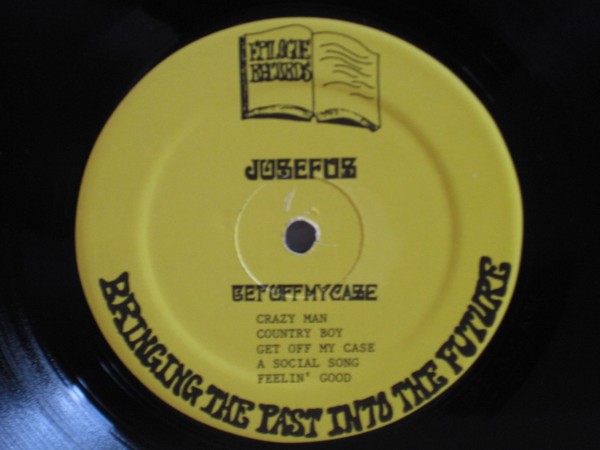 EPILOGUE
RECORDS
JOSEFUS
GET OFF MY CASE
CRAZY MAN
COUNTRY BOY
GET OFF MY CASE
A SOCIAL SONG
FEELIN' GOOD
BRINGING THE PAST INTO THE FUTURE